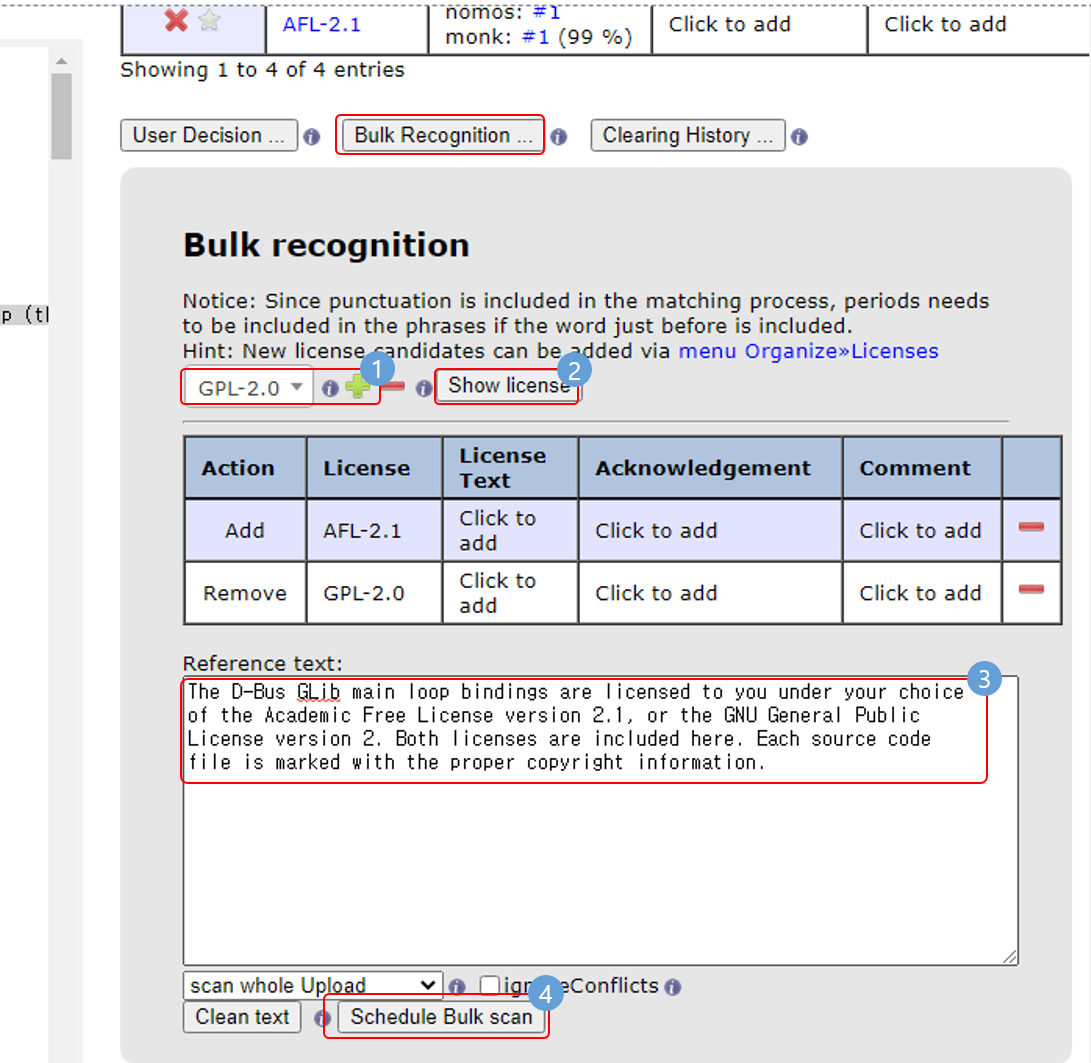 AFL-2.1
nomos: #1
monk: #1 (99 %)
Click to add
Click to add
Showing 1 to 4 of 4 entries
User Decision ...
Bulk Recognition ...
Clearing History ...
p (tl
Bulk recognition
Notice: Since punctuation is included in the matching process, periods needs
to be included in the phrases if the word just before is included.
Hint: New license candidates can be added via menu Organize»Licenses
1
2
GPL-2.0
Show license
Action
License
License
Text
Acknowledgement
Comment
Add
AFL-2.1
Click to
add
Click to add
Click to add
Remove
GPL-2.0
Click to
add
Click to add
Click to add
Reference text:
3
The D-Bus GLib main loop bindings are licensed to you under your choice
of the Academic Free License version 2.1, or the GNU General Public
License version 2. Both licenses are included here. Each source code
file is marked with the proper copyright information.
scan whole Upload
4
Clean text
Schedule Bulk scan